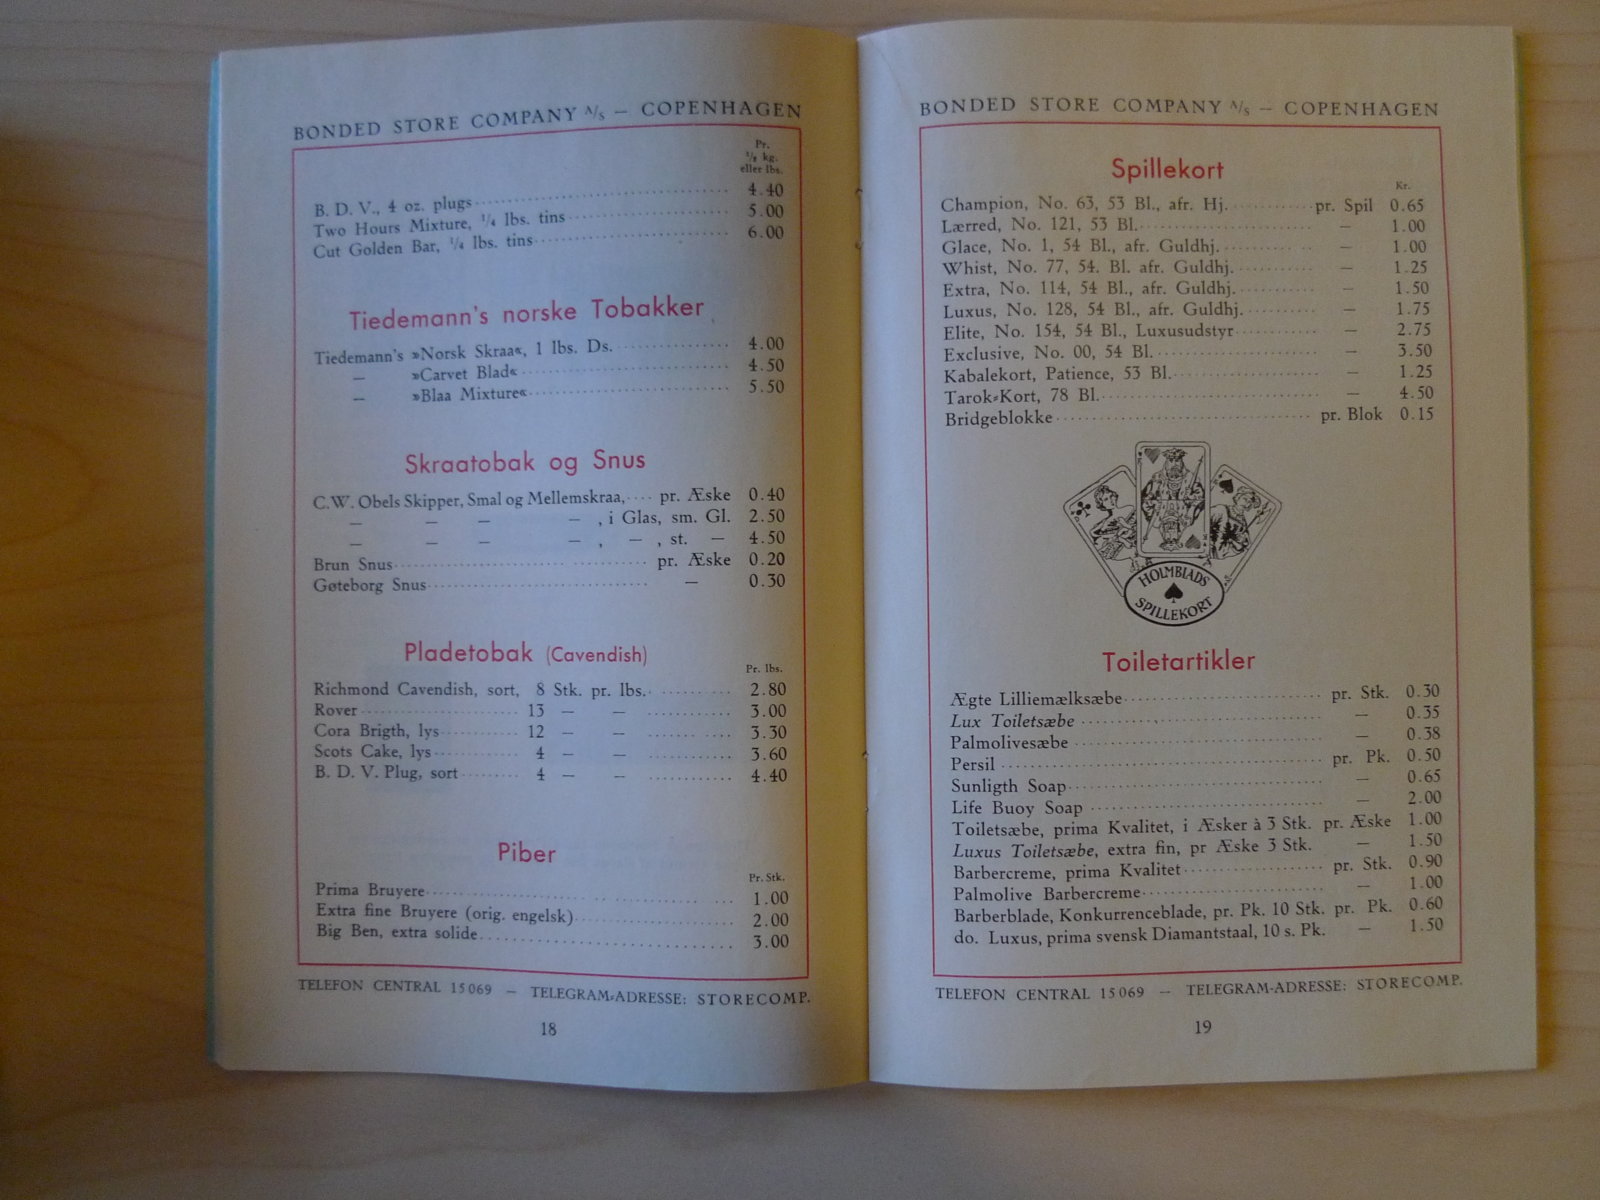 BONDED STORE COMPANY A/S — COPENHAGEN
Pr.
1/2 kg.
eller lbs.
B. D. V., 4 oz. plugs 4.40
Two Hours Mixture, 1/4 lbs. tins 5.00
Cut Golden Bar, 1/4 lbs. tins 6.00
Tiedemann's norske Tobakker
Tiedemann's »Norsk Skraa«, 1 lbs. Ds. 4.00
— »Carvet Blad« 4.50
— »Blaa Mixture« 5.50
Skraatobak og Snus
C.W. Obels Skipper, Smal og Mellemskraa, pr. Æske 0.40
— — — — , i Glas, sm. Gl. 2.50
— — — — , — , st. — 4.50
Brun Snus pr. Æske 0.20
Gøteborg Snus — 0.30
Pladetobak (Cavendish)
Pr. lbs.
Richmond Cavendish, sort, 8 Stk. pr. lbs. 2.80
Rover 13 — — 3.00
Cora Brigth, lys 12 — — 3.30
Scots Cake, lys 4 — — 3.60
B. D. V. Plug, sort 4 — — 4.40
Piber
Pr. Stk.
Prima Bruyere 1.00
Extra fine Bruyere (orig. engelsk) 2.00
Big Ben, extra solide 3.00
TELEFON CENTRAL 15069 — TELEGRAM-ADRESSE: STORECOMP.
18
BONDED STORE COMPANY A/S — COPENHAGEN
Spillekort
Kr.
Champion, No. 63, 53 Bl., afr. Hj. pr. Spil 0.65
Lærred, No. 121, 53 Bl. — 1.00
Glace, No. 1, 54 Bl., afr. Guldhj. — 1.00
Whist, No. 77, 54. Bl. afr. Guldhj. — 1.25
Extra, No. 114, 54 Bl., afr. Guldhj. — 1.50
Luxus, No. 128, 54 Bl., afr. Guldhj. — 1.75
Elite, No. 154, 54 Bl., Luxusudstyr — 2.75
Exclusive, No. 00, 54 Bl. — 3.50
Kabalekort, Patience, 53 Bl. — 1.25
Tarok-Kort, 78 Bl. — 4.50
Bridgeblokke pr. Blok 0.15
HOLMBLADS
SPILLEKORT
Toiletartikler
Ægte Lilliemælksæbe pr. Stk. 0.30
Lux Toiletsæbe — 0.35
Palmolivesæbe — 0.38
Persil pr. Pk. 0.50
Sunligth Soap — 0.65
Life Buoy Soap — 2.00
Toiletsæbe, prima Kvalitet, i Æsker à 3 Stk. pr. Æske 1.00
Luxus Toiletsæbe, extra fin, pr Æske 3 Stk. — 1.50
Barbercreme, prima Kvalitet pr. Stk. 0.90
Palmolive Barbercreme — 1.00
Barberblade, Konkurrenceblade, pr. Pk. 10 Stk. pr. Pk. 0.60
do. Luxus, prima svensk Diamantstaal, 10 s. Pk. — 1.50
TELEFON CENTRAL 15069 — TELEGRAM-ADRESSE: STORECOMP.
19